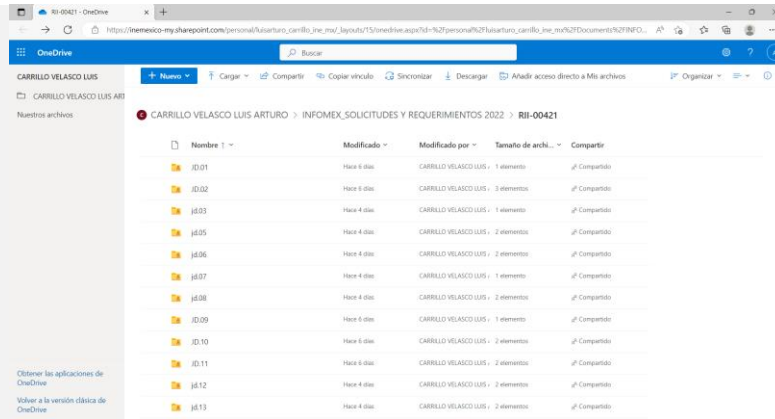 RII-00421 - OneDrive
https://inemexico-my.sharepoint.com/personal/luisarturo_carrillo_ine_mx/_layouts/15/onedrive.aspx?id=%2Fpersonal%2Fluisarturo_carrillo_ine_mx%2FDocuments%2FINFO...
OneDrive
Buscar
CARRILLO VELASCO LUIS
CARRILLO VELASCO LUIS ART
Nuestros archivos
+ Nuevo
Cargar
Compartir
Copiar vínculo
Sincronizar
Descargar
Añadir acceso directo a Mis archivos
Organizar
CARRILLO VELASCO LUIS ARTURO > INFOMEX_SOLICITUDES Y REQUERIMIENTOS 2022 > RII-00421
Nombre Modificado Modificado por Tamaño de archi... Compartir
JD.01 Hace 6 días CARRILLO VELASCO LUIS 1 elemento Compartido
JD.02 Hace 6 días CARRILLO VELASCO LUIS 3 elementos Compartido
jd.03 Hace 4 días CARRILLO VELASCO LUIS 1 elemento Compartido
jd.05 Hace 4 días CARRILLO VELASCO LUIS 2 elementos Compartido
jd.06 Hace 4 días CARRILLO VELASCO LUIS 2 elementos Compartido
jd.07 Hace 4 días CARRILLO VELASCO LUIS 1 elemento Compartido
jd.08 Hace 4 días CARRILLO VELASCO LUIS 2 elementos Compartido
JD.09 Hace 6 días CARRILLO VELASCO LUIS 1 elemento Compartido
JD.10 Hace 6 días CARRILLO VELASCO LUIS 2 elementos Compartido
JD.11 Hace 6 días CARRILLO VELASCO LUIS 2 elementos Compartido
jd.12 Hace 4 días CARRILLO VELASCO LUIS 2 elementos Compartido
jd.13 Hace 4 días CARRILLO VELASCO LUIS 2 elementos Compartido
Obtener las aplicaciones de
OneDrive
Volver a la versión clásica de
OneDrive